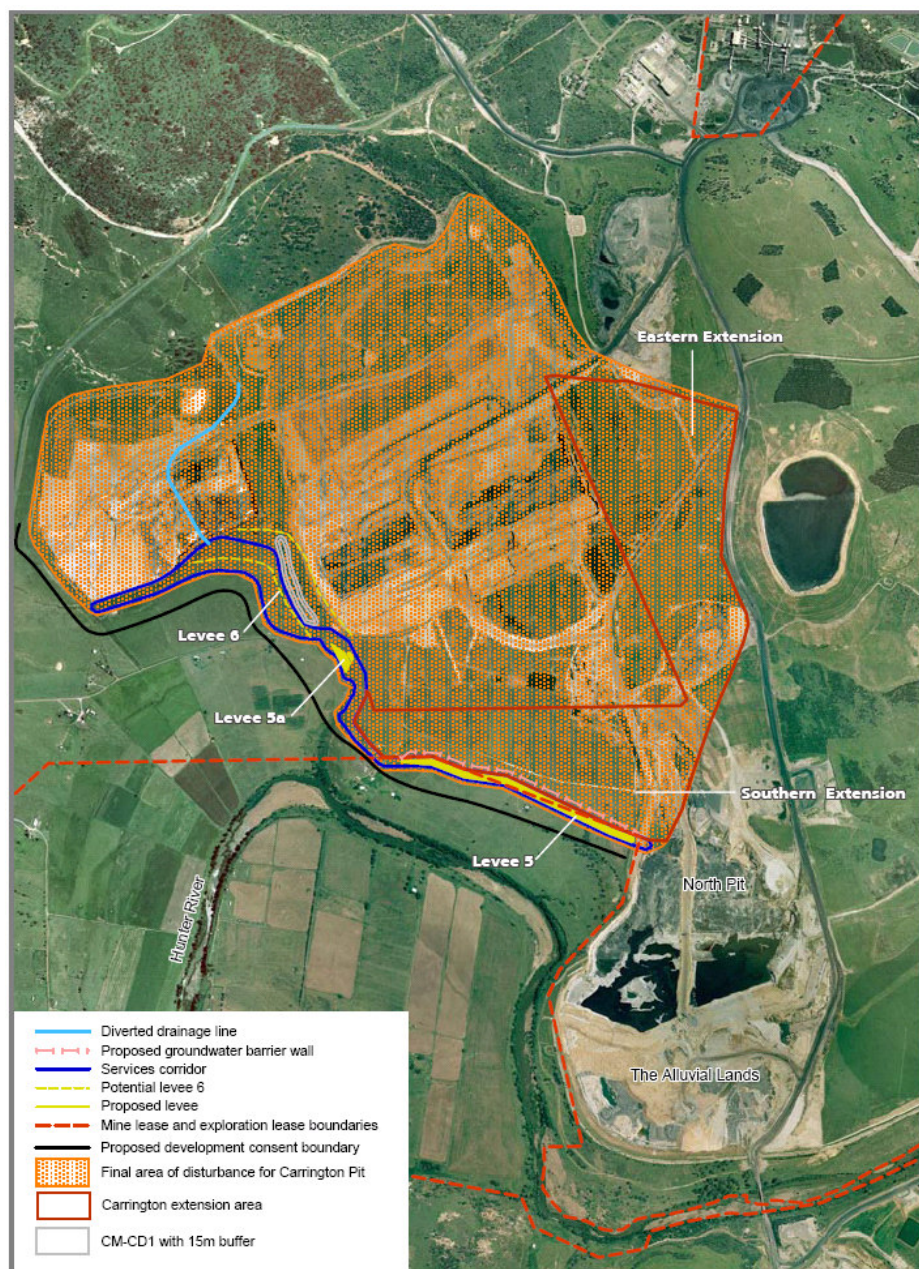 Eastern Extension
Levee 6
Levee 5a
Southern Extension
Levee 5
North Pit
Hunter River
The Alluvial Lands
Diverted drainage line
Proposed groundwater barrier wall
Services corridor
Potential levee 6
Proposed levee
Mine lease and exploration lease boundaries
Proposed development consent boundary
Final area of disturbance for Carrington Pit
Carrington extension area
CM-CD1 with 15m buffer